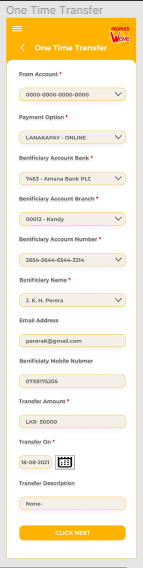 One Time Transfer
PEOPLE'S
Wave
One Time Transfer
From Account *
0000-0000-0000-0000
Payment Option *
LANAKAPAY - ONLINE
Benificiary Account Bank *
7463 - Amana Bank PLC
Benificiary Account Branch *
00012 - Kandy
Benificiary Account Number *
2654-5644-6544-3214
Benificiary Name *
J. K. H. Perera
Email Address
pereraK@gmail.com
Benificialy Mobile Nubmer
07X8175205
Transfer Amount *
LKR 50000
Transfer On *
18-08-2021
Transfer Description
None-
CLICK NEXT